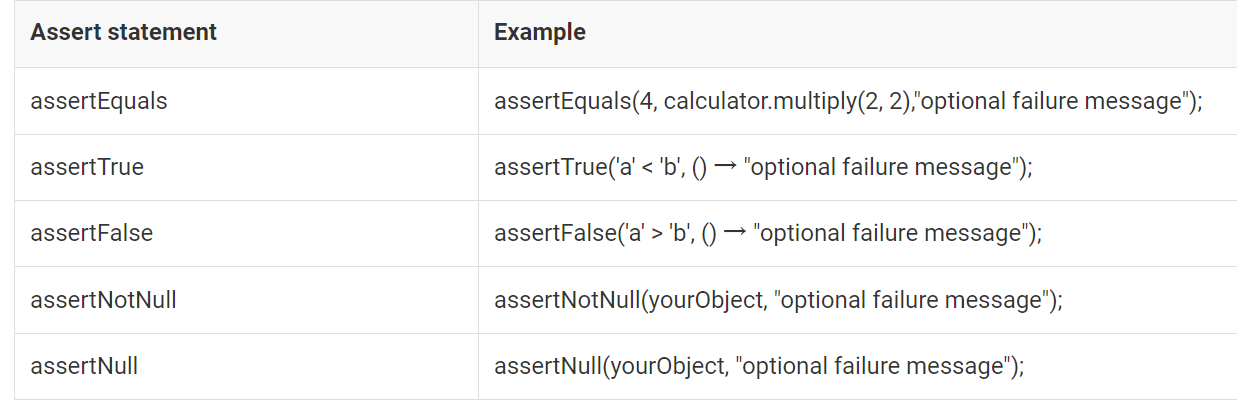 Assert statement Example
assertEquals assertEquals(4, calculator.multiply(2, 2),"optional failure message");
assertTrue assertTrue('a' < 'b', () → "optional failure message");
assertFalse assertFalse('a' > 'b', () → "optional failure message");
assertNotNull assertNotNull(yourObject, "optional failure message");
assertNull assertNull(yourObject, "optional failure message");